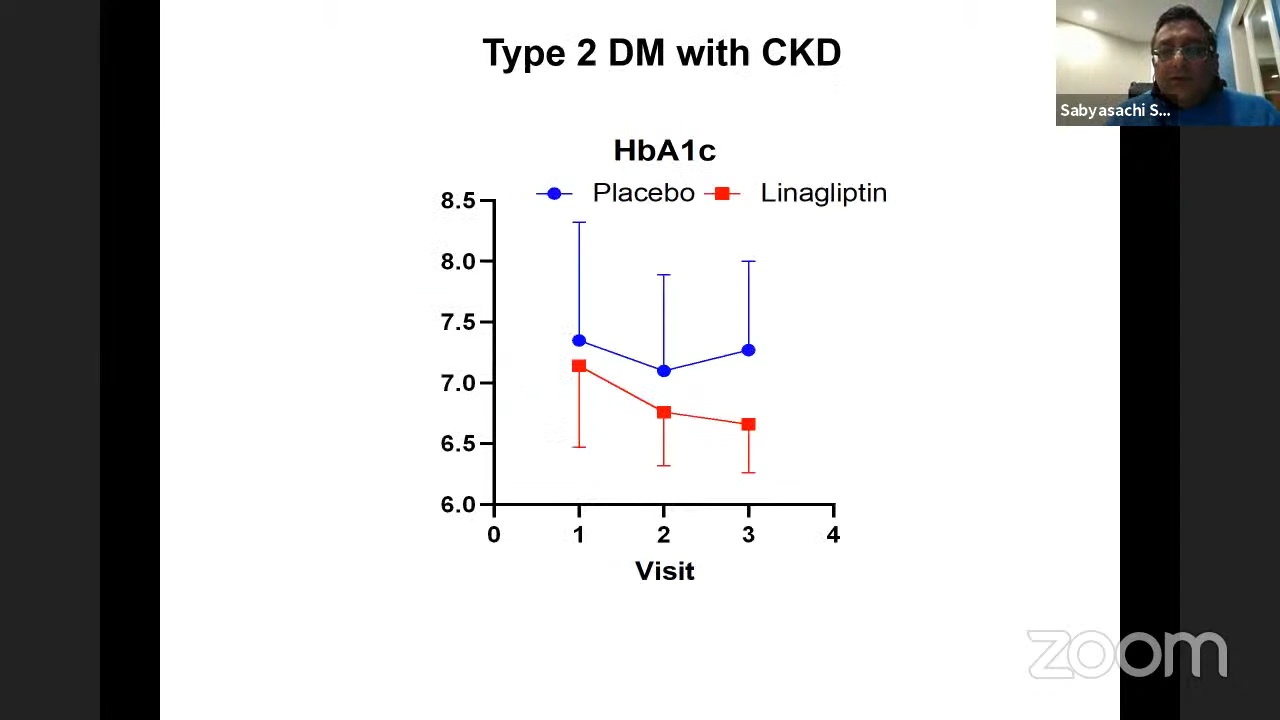 Type 2 DM with CKD
Sabyasachi S...
HbA1c
Placebo Linagliptin
8.5
8.0
7.5
7.0
6.5
6.0
0 1 2 3 4
Visit
zoom